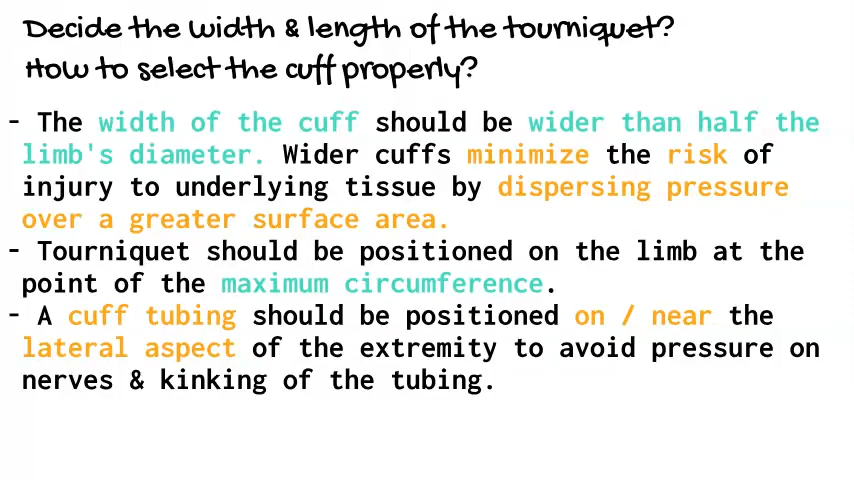 Decide the width & length of the tourniquet?
How to select the cuff properly?
- The width of the cuff should be wider than half the
limb's diameter. Wider cuffs minimize the risk of
injury to underlying tissue by dispersing pressure
over a greater surface area.
- Tourniquet should be positioned on the limb at the
point of the maximum circumference.
- A cuff tubing should be positioned on / near the
lateral aspect of the extremity to avoid pressure on
nerves & kinking of the tubing.